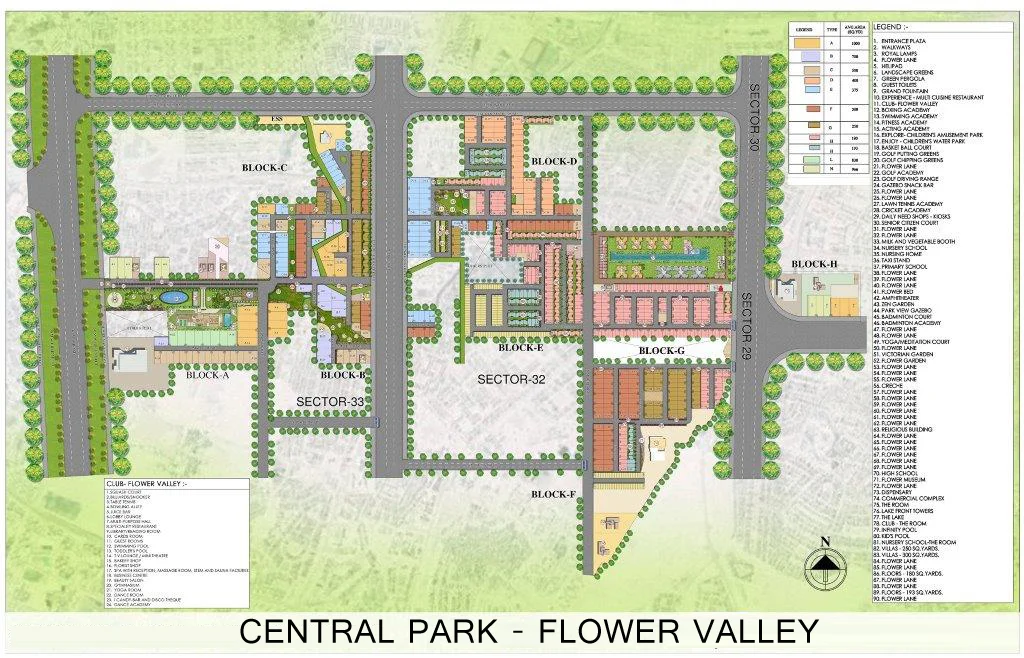 LEGEND
TYPE
AVG AREA
(SQ.YD)
A
1000
B
700
C
500
D
400
E
375
F
300
G
250
H
180
H
L
M
LEGEND :-
1. ENTRANCE PLAZA
2. WALKWAYS
3. ROYAL LAMPS
4. FLOWER LANE
5. HELIPAD
6. LANDSCAPE GREENS
7. GREEN PERGOLA
8. GUEST TOILETS
9. GRAND FOUNTAIN
10. EXPERIENCE - MULTI CUISINE RESTAURANT
11. CLUB- FLOWER VALLEY
12. BOXING ACADEMY
13. SWIMMING ACADEMY
14. FITNESS ACADEMY
15. ACTING ACADEMY
16. EXPLORE- CHILDREN'S AMUSEMENT PARK
17. ENJOY - CHILDREN'S WATER PARK
18. BASKET BALL COURT
19. GOLF PUTTING GREENS
20. GOLF CHIPPING GREENS
21. FLOWER LANE
22. GOLF ACADEMY
23. GOLF DRIVING RANGE
24. GAZEBO SNACK BAR
25. FLOWER LANE
26. FLOWER LANE
27. LAWN TENNIS ACADEMY
28. CRICKET ACADEMY
29. DAILY NEED SHOPS - KIOSKS
30. SENIOR CITIZEN COURT
31. FLOWER LANE
32. FLOWER LANE
33. MILK AND VEGETABLE BOOTH
34. NURSERY SCHOOL
35. NURSING HOME
36. TAXI STAND
37. PRIMARY SCHOOL
38. FLOWER LANE
39. FLOWER LANE
40. FLOWER LANE
41. FLOWER BED
42. AMPHITHEATER
43. ZEN GARDEN
44. PARK VIEW GAZEBO
45. BADMINTON COURT
46. BADMINTON ACADEMY
47. FLOWER LANE
48. FLOWER LANE
49. YOGA/MEDITATION COURT
50. FLOWER LANE
51. VICTORIAN GARDEN
52. FLOWER GARDEN
53. FLOWER LANE
54. FLOWER LANE
55. FLOWER LANE
56. CRECHE
57. FLOWER LANE
58. FLOWER LANE
59. FLOWER LANE
60. FLOWER LANE
61. FLOWER LANE
62. FLOWER LANE
63. RELIGIOUS BUILDING
64. FLOWER LANE
65. FLOWER LANE
66. FLOWER LANE
67. FLOWER LANE
68. FLOWER LANE
69. FLOWER LANE
70. HIGH SCHOOL
71. FLOWER MUSEUM
72. FLOWER LANE
73. DISPENSARY
74. COMMERCIAL COMPLEX
75. THE ROOM
76. LAKE FRONT TOWERS
77. THE LAKE
78. CLUB - THE ROOM
79. INFINITY POOL
80. KID'S POOL
81. NURSERY SCHOOL-THE ROOM
82. VILLAS - 250 SQ.YARDS.
83. VILLAS - 300 SQ.YARDS.
84. FLOWER LANE
85. FLOWER LANE
86. FLOORS - 180 SQ.YARDS.
87. FLOWER LANE
88. FLOWER LANE
89. FLOORS - 193 SQ.YARDS.
90. FLOWER LANE
SECTOR-30
ESS
BLOCK-C
BLOCK-D
BLOCK-H
SECTOR-29
BLOCK-E
BLOCK-G
BLOCK-A
BLOCK-B
SECTOR-32
SECTOR-33
BLOCK-F
CLUB- FLOWER VALLEY :-
1.SQUASH COURT
2.BILLIARDS/SNOOKER
3.TABLE TENNIS
4.BOWLING ALLEY
5.JUICE BAR
6.LOBBY LOUNGE
7.MULTI PURPOSE HALL
8.SPECIALITY RESTAURANT
9.LIBRARY/READING ROOM
10. CARDS ROOM
11. GUEST ROOMS
12. SWIMMING POOL
13. TODDLER'S POOL
14. T.V LOUNGE / MINI THEATRE
15. BAKERY SHOP
16. FLORIST SHOP
17. SPA WITH RECEPTION, MASSAGE ROOM, STEM AND SAUNA FACILITIES
18. BUSINESS CENTRE
19. BEAUTY SALON
20. GYMNASIUM
21. YOGA ROOM
22. DANCE ROOM
23. I CANDY-BAR AND DISCO THEQUE
24. DANCE ACADEMY
N
CENTRAL PARK - FLOWER VALLEY